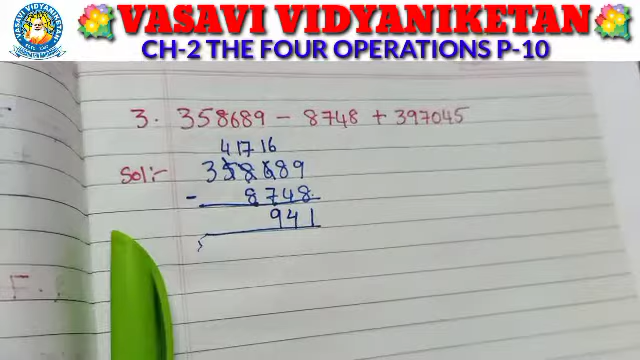 VASAVI VIDYANIKETAN
CH-2 THE FOUR OPERATIONS P-10
3. 358689 - 8748 + 397045
4 17 16
Sol:- 358689
- 8748
941